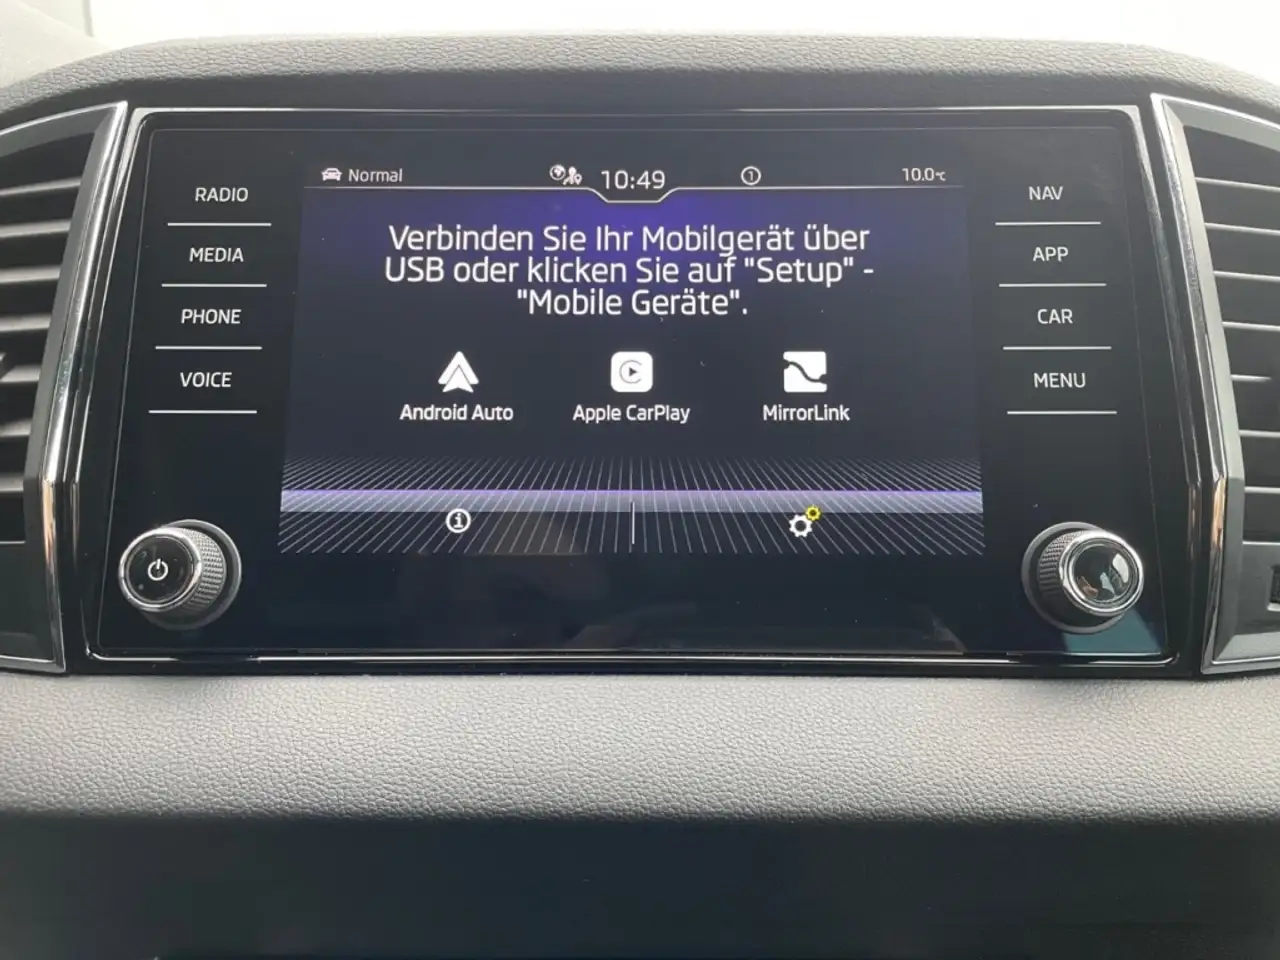 RADIO
MEDIA
PHONE
VOICE
Normal
10:49
1
10.0°C
Verbinden Sie Ihr Mobilgerät über
USB oder klicken Sie auf "Setup" -
"Mobile Geräte".
Android Auto
Apple CarPlay
MirrorLink
NAV
APP
CAR
MENU